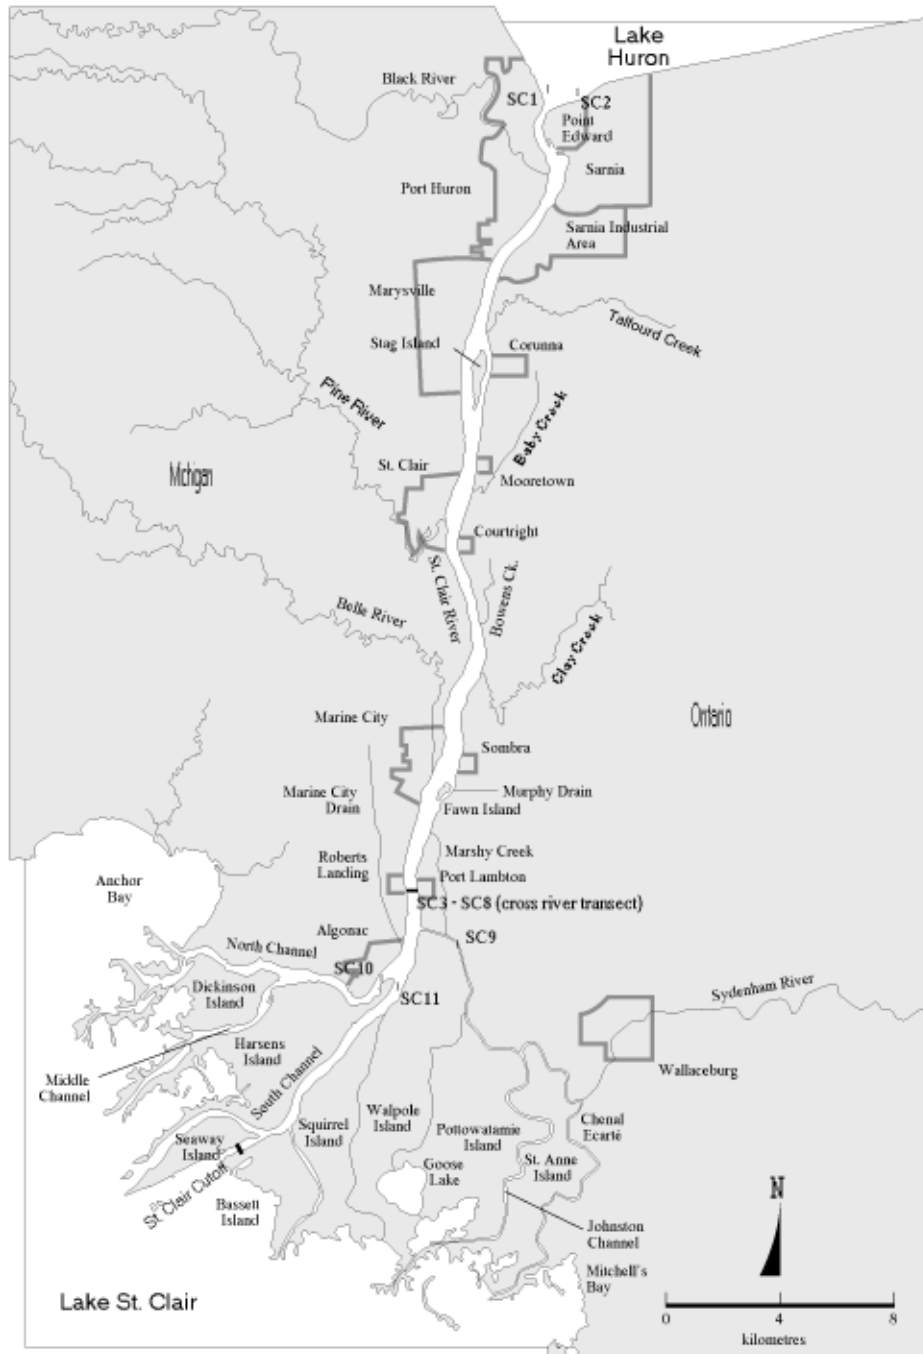 Lake
Huron
Black River
SC1
SC2
Point
Edward
Sarnia
Port Huron
Sarnia Industrial
Area
Marysville
Talfourd Creek
Stag Island
Corunna
Pine River
Baby Creek
St. Clair
Michigan
Mooretown
Courtright
St. Clair River
Bowens Ck.
Belle River
Clay Creek
Marine City
Ontario
Sombra
Marine City
Drain
Murphy Drain
Fawn Island
Marshy Creek
Roberts
Landing
Port Lambton
Anchor
Bay
SC3 - SC8 (cross river transect)
Algonac
North Channel
SC9
SC10
Dickinson
Island
SC11
Sydenham River
Harsens
Island
Middle
Channel
South Channel
Wallaceburg
Squirrel
Island
Walpole
Island
Pottowatamie
Island
Chenal
Ecarté
Seaway
Island
St. Clair Cutoff
Goose
Lake
St. Anne
Island
Bassett
Island
N
Johnston
Channel
Mitchell's
Bay
Lake St. Clair
0 4 8
kilometres